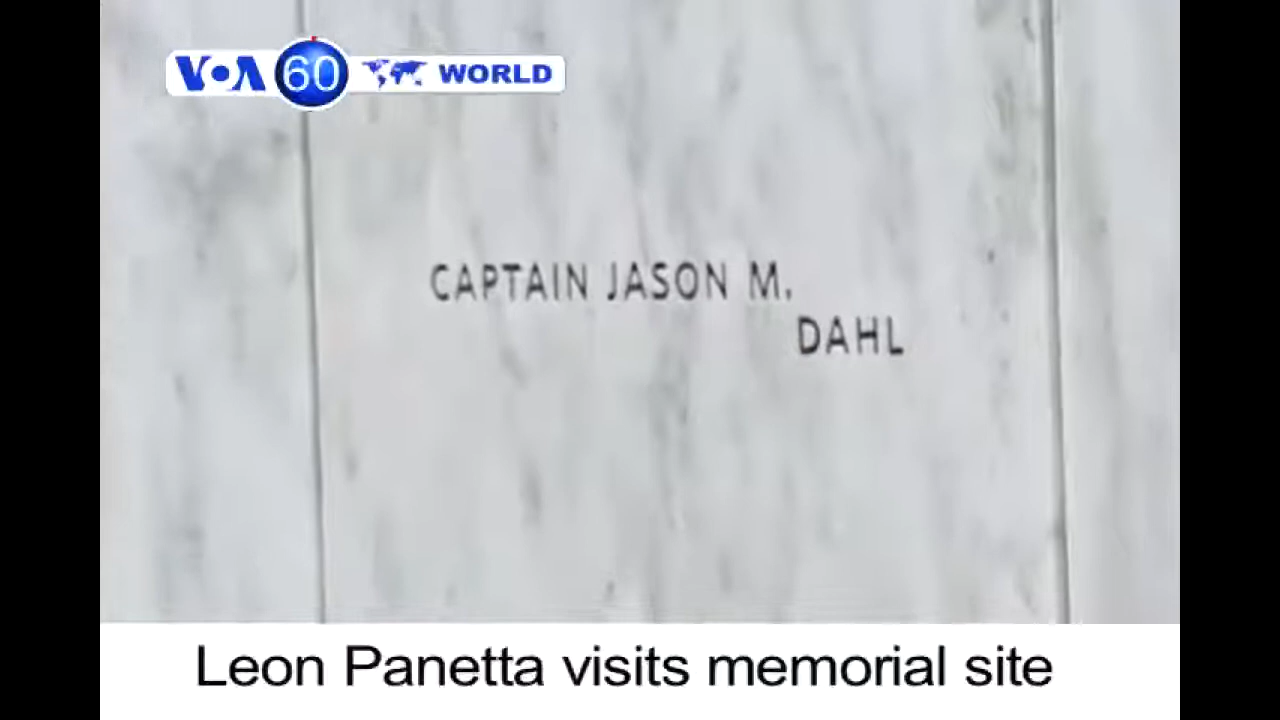 VOA 60 WORLD
CAPTAIN JASON M.
DAHL
Leon Panetta visits memorial site